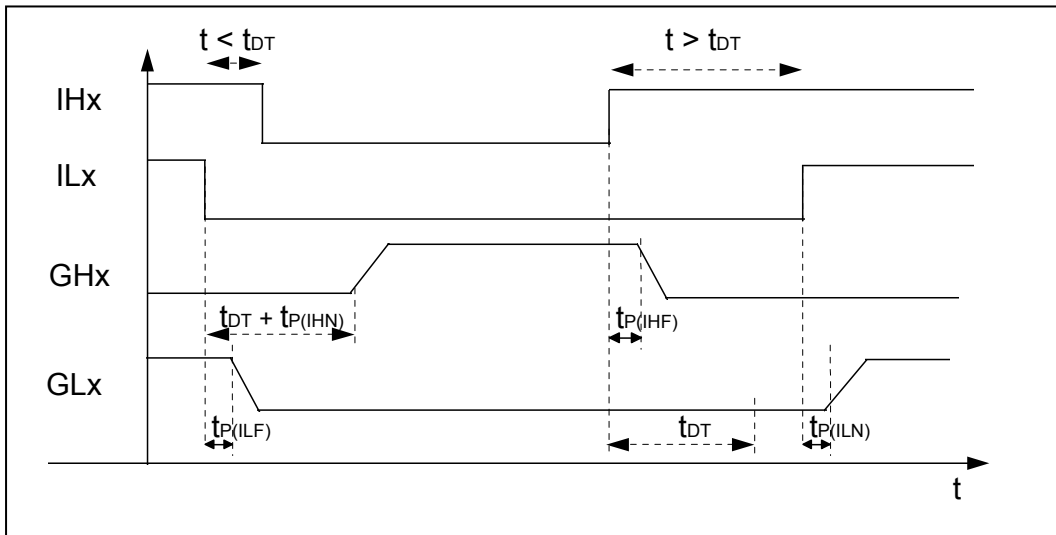 t < tDT
t > tDT
IHx
ILx
GHx
tDT + tP(IHN)
tP(IHF)
GLx
tP(ILF)
tDT
tP(ILN)
t